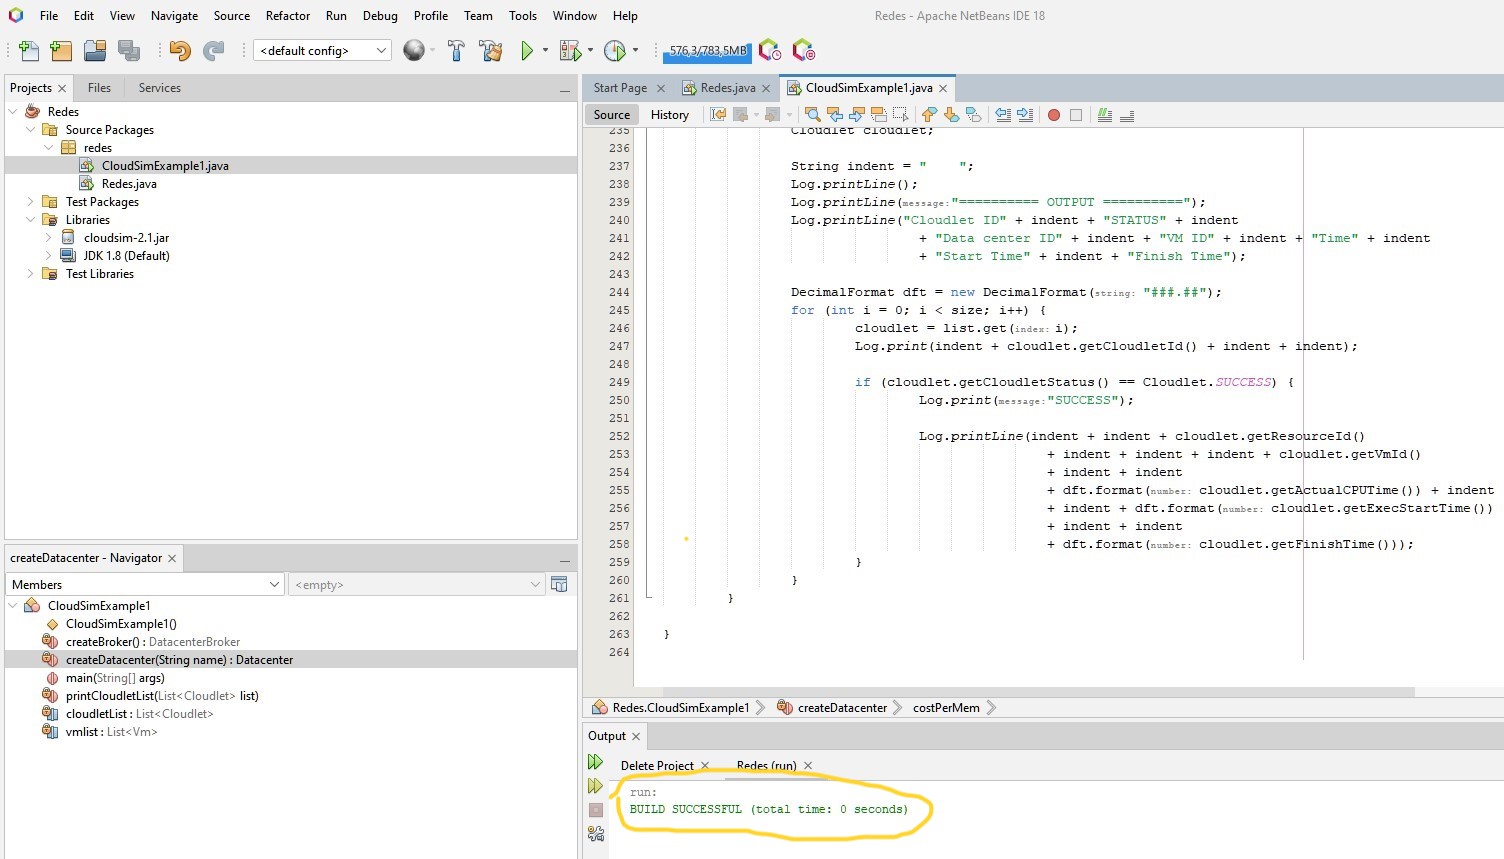 File Edit View Navigate Source Refactor Run Debug Profile Team Tools Window Help
Redes - Apache NetBeans IDE 18
<default config>
576,3/783,5MB
Projects Files Services
Redes
Source Packages
redes
CloudSimExample1.java
Redes.java
Test Packages
Libraries
cloudsim-2.1.jar
JDK 1.8 (Default)
Test Libraries
createDatacenter - Navigator
Members <empty>
CloudSimExample1
CloudSimExample1()
createBroker() : DatacenterBroker
createDatacenter(String name) : Datacenter
main(String[] args)
printCloudletList(List<Cloudlet> list)
cloudletList : List<Cloudlet>
vmlist : List<Vm>
Start Page Redes.java CloudSimExample1.java
Source History
235 Cloudlet cloudlet;
236
237 String indent = "    ";
238 Log.printLine();
239 Log.printLine(message:"========== OUTPUT ==========");
240 Log.printLine("Cloudlet ID" + indent + "STATUS" + indent
241 + "Data center ID" + indent + "VM ID" + indent + "Time" + indent
242 + "Start Time" + indent + "Finish Time");
243
244 DecimalFormat dft = new DecimalFormat(string: "###.##");
245 for (int i = 0; i < size; i++) {
246 cloudlet = list.get(index: i);
247 Log.print(indent + cloudlet.getCloudletId() + indent + indent);
248
249 if (cloudlet.getCloudletStatus() == Cloudlet.SUCCESS) {
250 Log.print(message:"SUCCESS");
251
252 Log.printLine(indent + indent + cloudlet.getResourceId()
253 + indent + indent + indent + cloudlet.getVmId()
254 + indent + indent
255 + dft.format(number: cloudlet.getActualCPUTime()) + indent
256 + indent + dft.format(number: cloudlet.getExecStartTime())
257 + indent + indent
258 + dft.format(number: cloudlet.getFinishTime()));
259 }
260 }
261 }
262
263 }
264
Redes.CloudSimExample1 createDatacenter costPerMem
Output
Delete Project Redes (run)
run:
BUILD SUCCESSFUL (total time: 0 seconds)